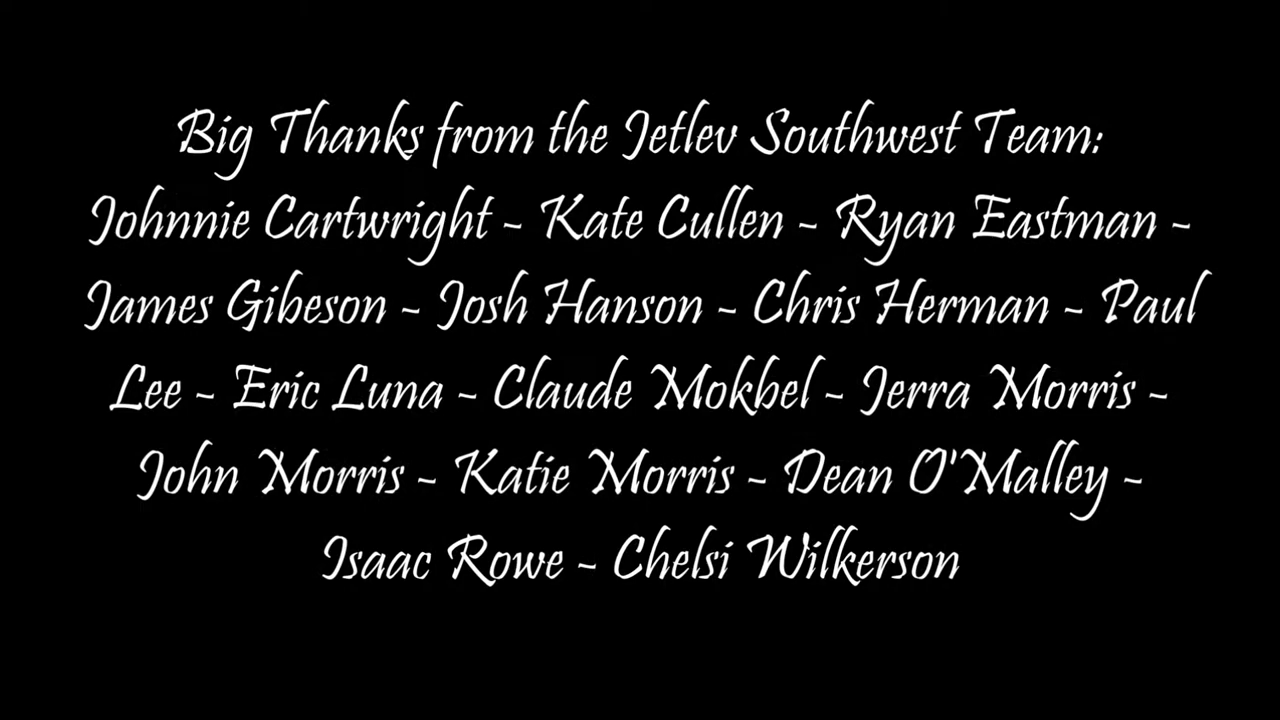 Big Thanks from the Jetlev Southwest Team:
Johnnie Cartwright - Kate Cullen - Ryan Eastman -
James Gibeson - Josh Hanson - Chris Herman - Paul
Lee - Eric Luna - Claude Mokbel - Jerra Morris -
John Morris - Katie Morris - Dean O'Malley -
Isaac Rowe - Chelsi Wilkerson